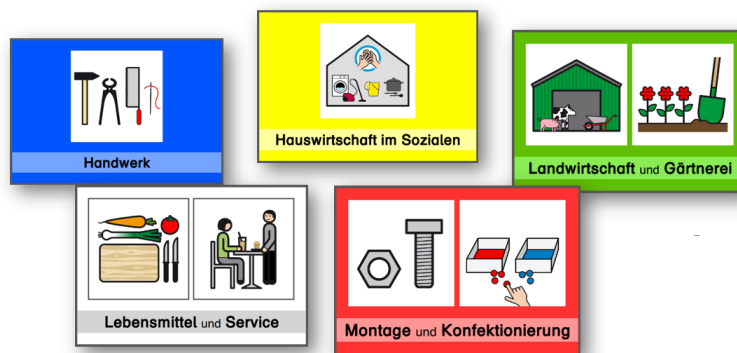 Handwerk
Hauswirtschaft im Sozialen
Landwirtschaft und Gärtnerei
Lebensmittel und Service
Montage und Konfektionierung